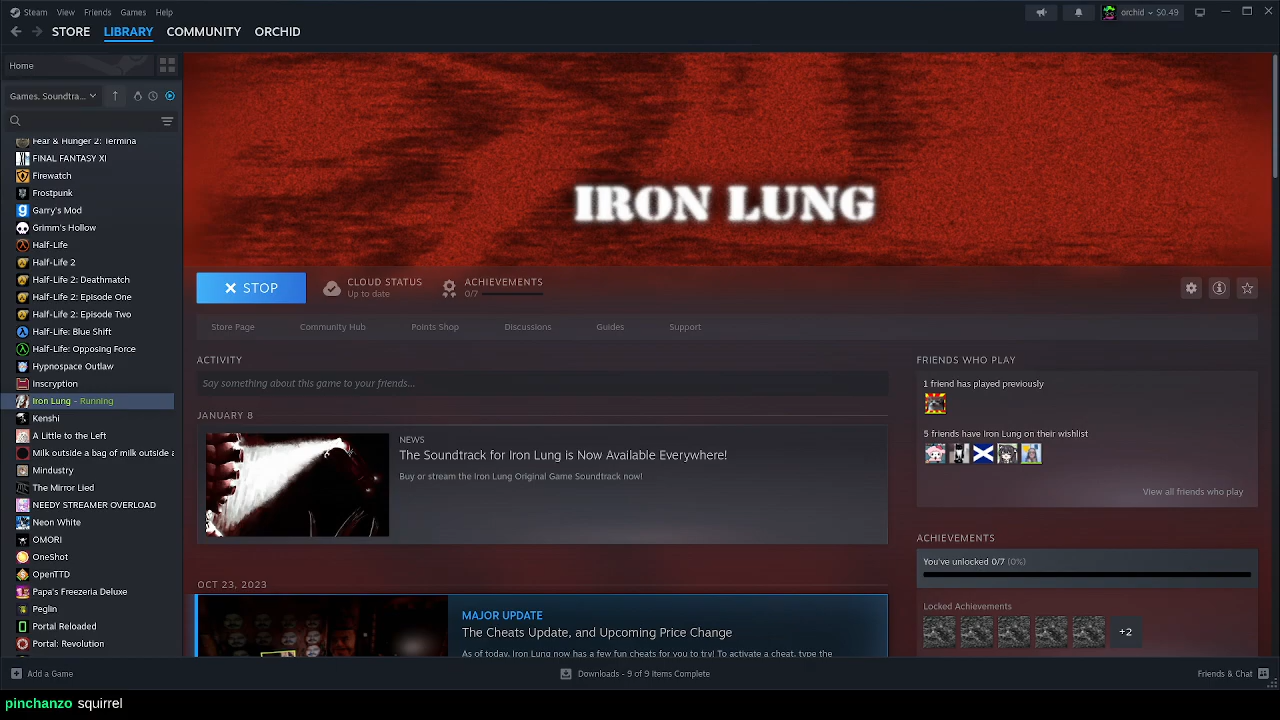 Steam View Friends Games Help
orchid $0.49
STORE LIBRARY COMMUNITY ORCHID
Home
Games, Soundtra...
Fear & Hunger 2: Termina
FINAL FANTASY XI
Firewatch
Frostpunk
Garry's Mod
Grimm's Hollow
Half-Life
Half-Life 2
Half-Life 2: Deathmatch
Half-Life 2: Episode One
Half-Life 2: Episode Two
Half-Life: Blue Shift
Half-Life: Opposing Force
Hypnospace Outlaw
Inscryption
Iron Lung - Running
Kenshi
A Little to the Left
Milk outside a bag of milk outside a
Mindustry
The Mirror Lied
NEEDY STREAMER OVERLOAD
Neon White
OMORI
OneShot
OpenTTD
Papa's Freezeria Deluxe
Peglin
Portal Reloaded
Portal: Revolution
IRON LUNG
STOP
CLOUD STATUS
Up to date
ACHIEVEMENTS
0/7
Store Page Community Hub Points Shop Discussions Guides Support
ACTIVITY
Say something about this game to your friends...
JANUARY 8
NEWS
The Soundtrack for Iron Lung is Now Available Everywhere!
Buy or stream the Iron Lung Original Game Soundtrack now!
OCT 23, 2023
MAJOR UPDATE
The Cheats Update, and Upcoming Price Change
As of today, Iron Lung now has a few fun cheats for you to try! To activate a cheat, type the
FRIENDS WHO PLAY
1 friend has played previously
5 friends have Iron Lung on their wishlist
View all friends who play
ACHIEVEMENTS
You've unlocked 0/7 (0%)
Locked Achievements
+2
Add a Game
Downloads - 9 of 9 Items Complete
Friends & Chat
pinchanzo squirrel